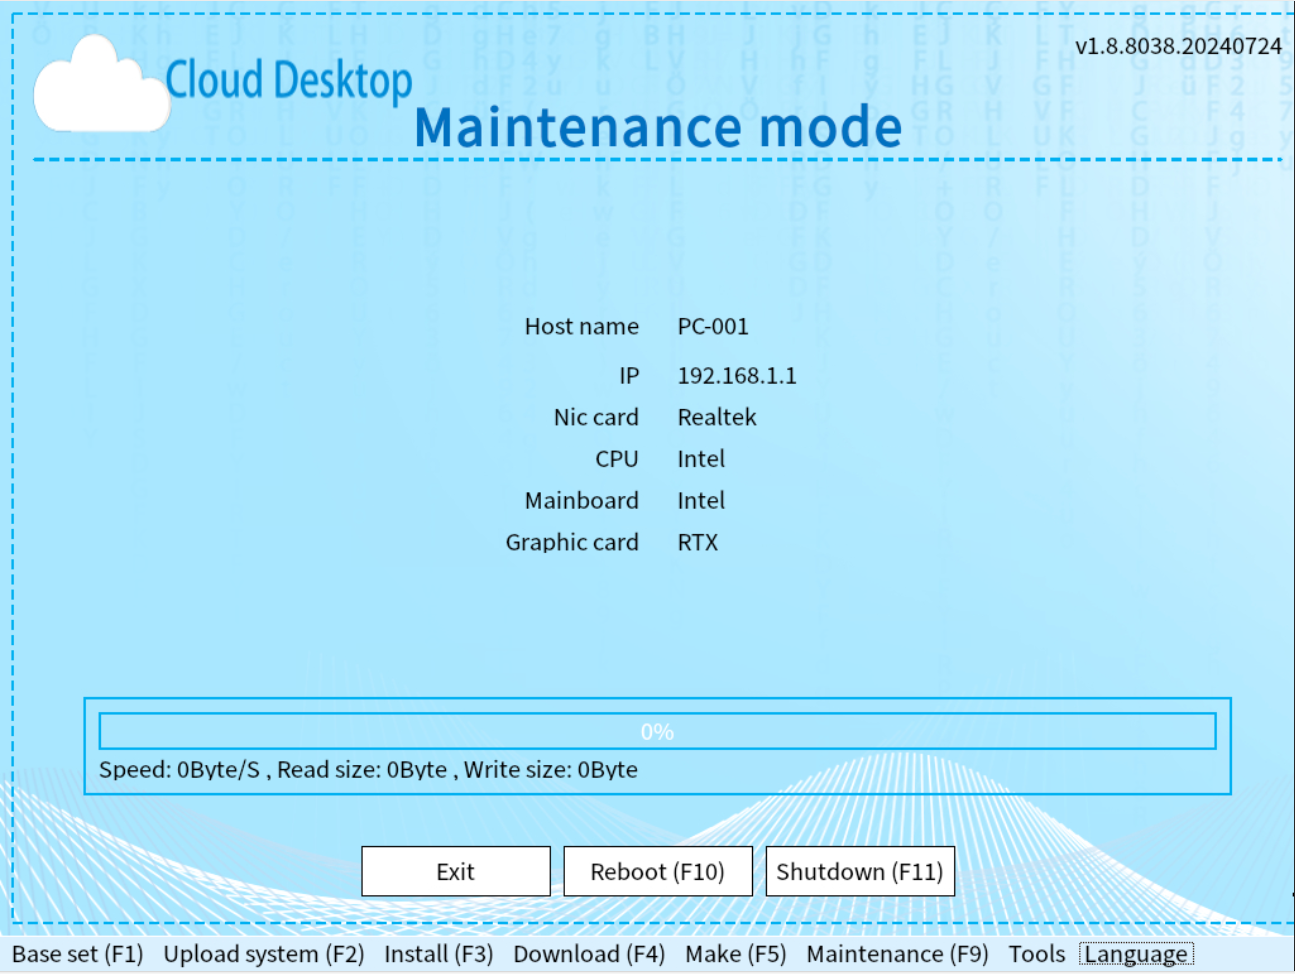 v1.8.8038.20240724
Cloud Desktop
Maintenance mode
Host name PC-001
IP 192.168.1.1
Nic card Realtek
CPU Intel
Mainboard Intel
Graphic card RTX
0%
Speed: 0Byte/S , Read size: 0Byte , Write size: 0Byte
Exit Reboot (F10) Shutdown (F11)
Base set (F1) Upload system (F2) Install (F3) Download (F4) Make (F5) Maintenance (F9) Tools Language